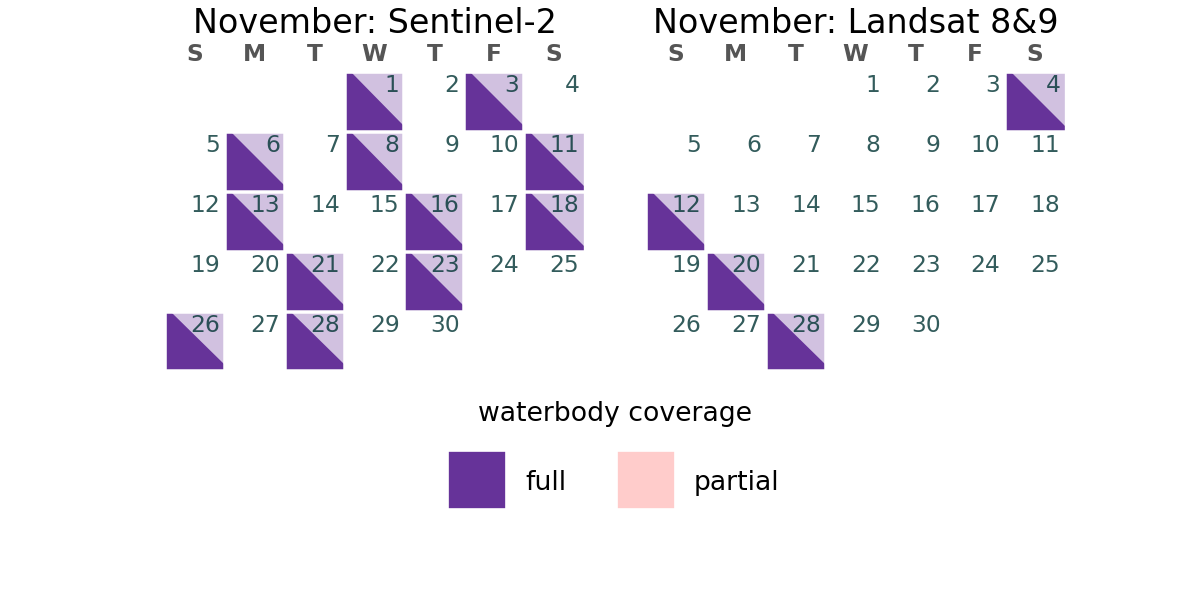 November: Sentinel-2
S M T W T F S
1 2 3 4
5 6 7 8 9 10 11
12 13 14 15 16 17 18
19 20 21 22 23 24 25
26 27 28 29 30
November: Landsat 8&9
S M T W T F S
1 2 3 4
5 6 7 8 9 10 11
12 13 14 15 16 17 18
19 20 21 22 23 24 25
26 27 28 29 30
waterbody coverage
full partial